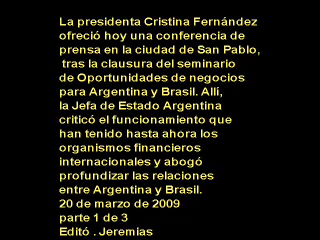 La presidenta Cristina Fernández
ofreció hoy una conferencia de
prensa en la ciudad de San Pablo,
tras la clausura del seminario
de Oportunidades de negocios
para Argentina y Brasil. Allí,
la Jefa de Estado Argentina
criticó el funcionamiento que
han tenido hasta ahora los
organismos financieros
internacionales y abogó
profundizar las relaciones
entre Argentina y Brasil.
20 de marzo de 2009
parte 1 de 3
Editó . Jeremias